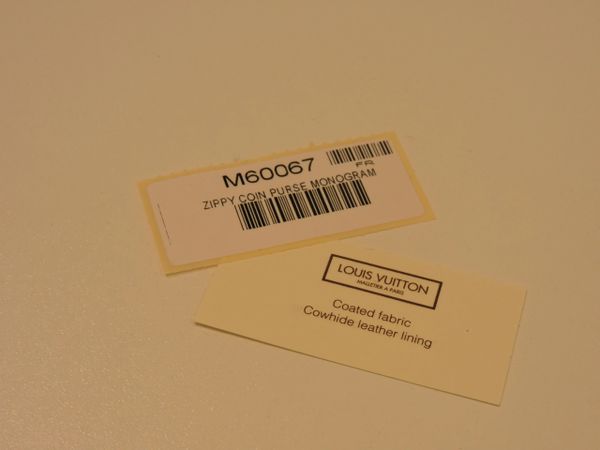 M60067
FR
ZIPPY COIN PURSE MONOGRAM
LOUIS VUITTON
MALLETIER A PARIS
Coated fabric
Cowhide leather lining